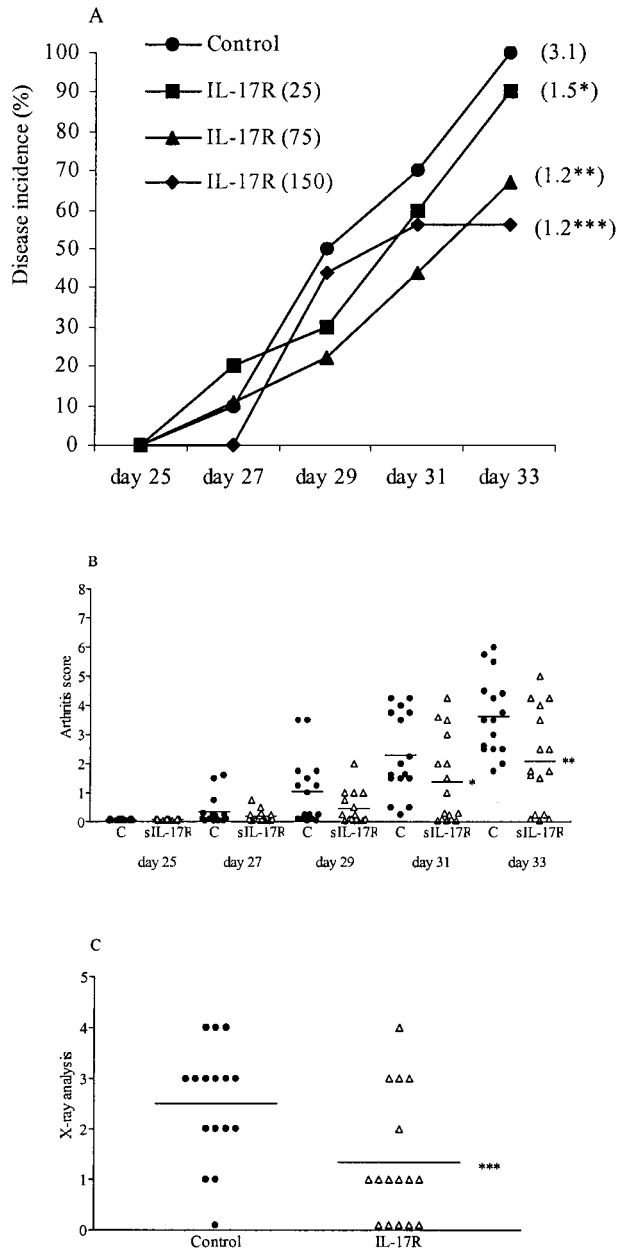 A
Control
IL-17R (25)
IL-17R (75)
IL-17R (150)
(3.1)
(1.5*)
(1.2**)
(1.2***)
Disease incidence (%)
100
90
80
70
60
50
40
30
20
10
0
day 25 day 27 day 29 day 31 day 33
B
Arthritis score
8
7
6
5
4
3
2
1
0
*
**
C sIL-17R C sIL-17R C sIL-17R C sIL-17R C sIL-17R
day 25 day 27 day 29 day 31 day 33
C
X-ray analysis
5
4
3
2
1
0
***
Control IL-17R